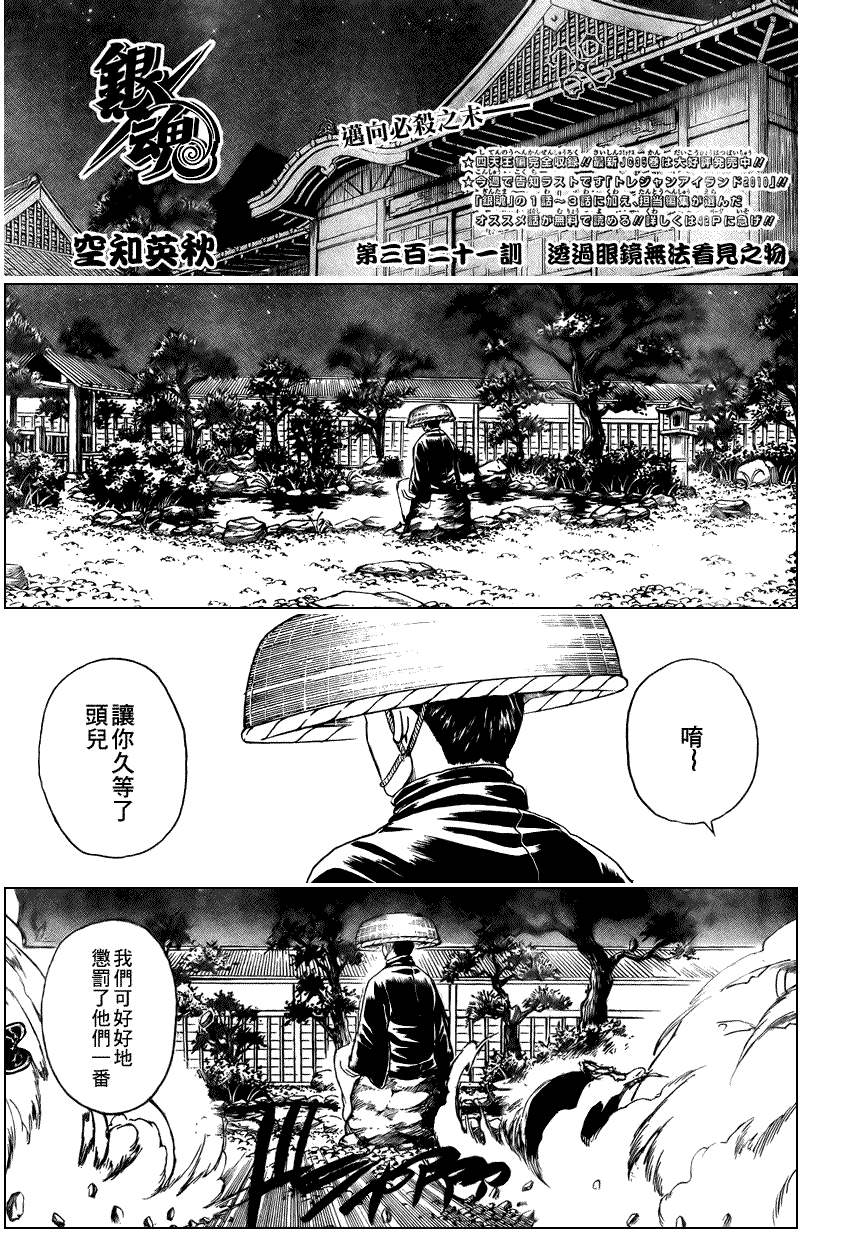 銀魂
邁向必殺之末
☆四天王編完全収録!!最新
巻は大好評発売中!!
☆今週で告知ラストです「トレジャンアイランド2010」!!
「銀魂」の1話~3話に加え、担当編集が選んだ
オススメ話が無料で読める!!詳しくは
に急げ!!
空知英秋
第三百二十一訓 透過眼鏡無法看見之物
唷~
讓你久等了
頭兒
我們可好好地
懲罰了他們一番